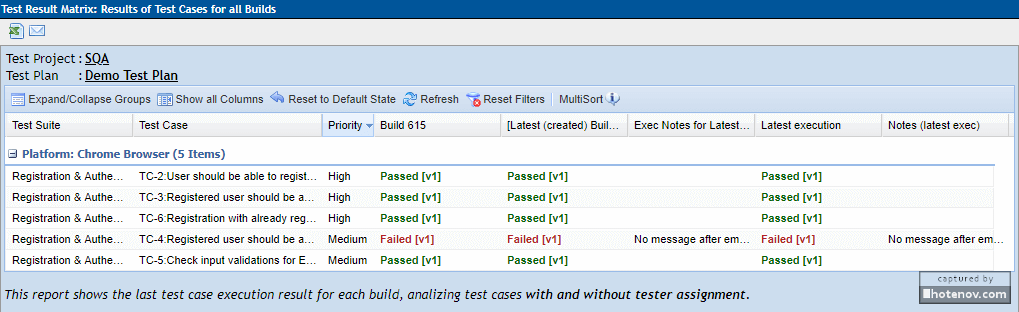 Test Result Matrix: Results of Test Cases for all Builds
Test Project : SQA
Test Plan : Demo Test Plan
Expand/Collapse Groups Show all Columns Reset to Default State Refresh Reset Filters MultiSort
Test Suite Test Case Priority Build 615 [Latest (created) Buil... Exec Notes for Latest... Latest execution Notes (latest exec)
Platform: Chrome Browser (5 Items)
Registration & Authe... TC-2:User should be able to regist... High Passed [v1] Passed [v1] Passed [v1]
Registration & Authe... TC-3:Registered user should be a... High Passed [v1] Passed [v1] Passed [v1]
Registration & Authe... TC-6:Registration with already reg... High Passed [v1] Passed [v1] Passed [v1]
Registration & Authe... TC-4:Registered user should be a... Medium Failed [v1] Failed [v1] No message after em... Failed [v1] No message after em...
Registration & Authe... TC-5:Check input validations for E... Medium Passed [v1] Passed [v1] Passed [v1]
This report shows the last test case execution result for each build, analizing test cases with and without tester assignment.
captured by
hotenov.com